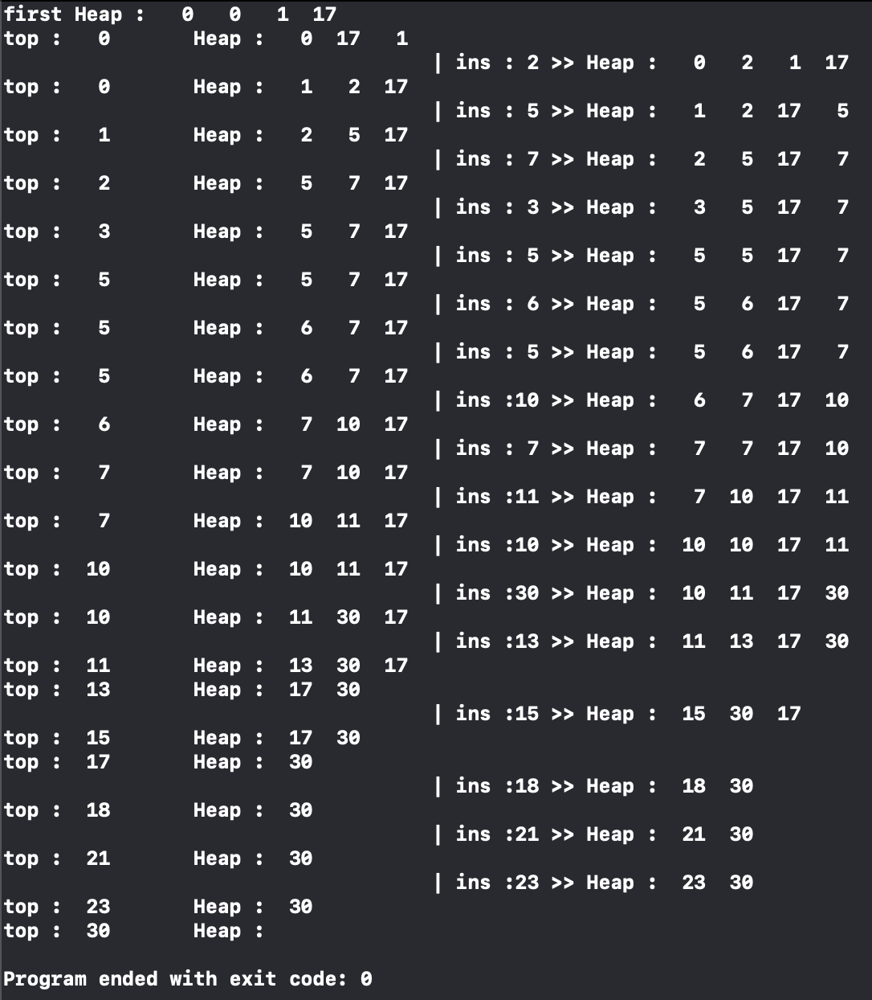 first Heap :   0   0   1  17
top :   0       Heap :   0  17   1
| ins : 2 >> Heap :   0   2   1  17
top :   0       Heap :   1   2  17
| ins : 5 >> Heap :   1   2  17   5
top :   1       Heap :   2   5  17
| ins : 7 >> Heap :   2   5  17   7
top :   2       Heap :   5   7  17
| ins : 3 >> Heap :   3   5  17   7
top :   3       Heap :   5   7  17
| ins : 5 >> Heap :   5   5  17   7
top :   5       Heap :   5   7  17
| ins : 6 >> Heap :   5   6  17   7
top :   5       Heap :   6   7  17
| ins : 5 >> Heap :   5   6  17   7
top :   5       Heap :   6   7  17
| ins :10 >> Heap :   6   7  17  10
top :   6       Heap :   7  10  17
| ins : 7 >> Heap :   7   7  17  10
top :   7       Heap :   7  10  17
| ins :11 >> Heap :   7  10  17  11
top :   7       Heap :  10  11  17
| ins :10 >> Heap :  10  10  17  11
top :  10       Heap :  10  11  17
| ins :30 >> Heap :  10  11  17  30
top :  10       Heap :  11  30  17
| ins :13 >> Heap :  11  13  17  30
top :  11       Heap :  13  30  17
top :  13       Heap :  17  30
| ins :15 >> Heap :  15  30  17
top :  15       Heap :  17  30
top :  17       Heap :  30
| ins :18 >> Heap :  18  30
top :  18       Heap :  30
| ins :21 >> Heap :  21  30
top :  21       Heap :  30
| ins :23 >> Heap :  23  30
top :  23       Heap :  30
top :  30       Heap :
Program ended with exit code: 0